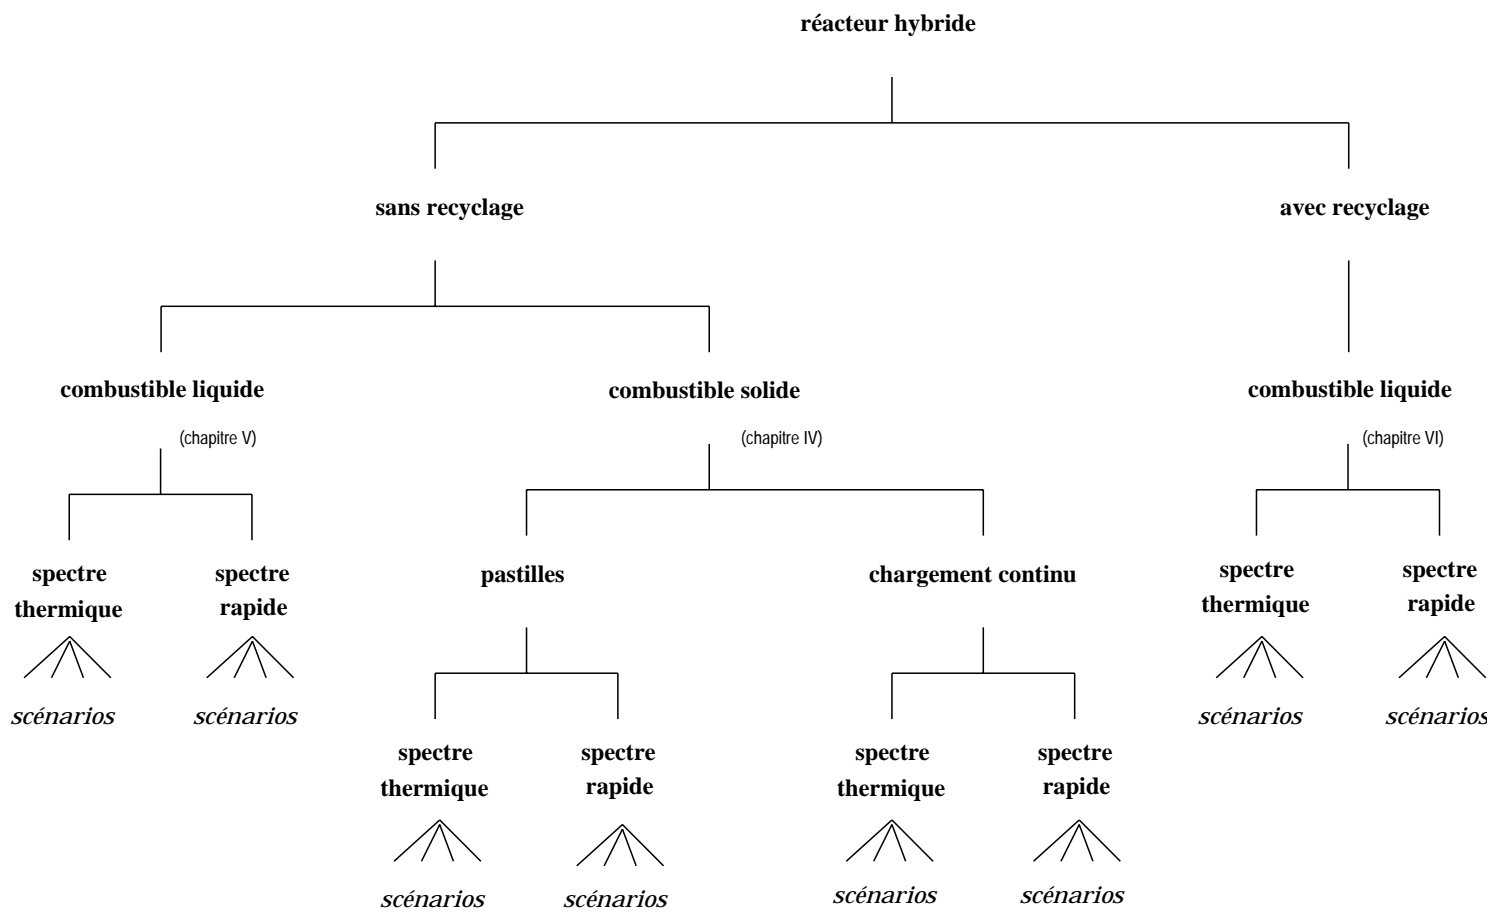 réacteur hybride
sans recyclage
avec recyclage
combustible liquide
combustible solide
combustible liquide
(chapitre V)
(chapitre IV)
(chapitre VI)
spectre
thermique
spectre
rapide
pastilles
chargement continu
spectre
thermique
spectre
rapide
scénarios
scénarios
scénarios
scénarios
spectre
thermique
spectre
rapide
spectre
thermique
spectre
rapide
scénarios
scénarios
scénarios
scénarios